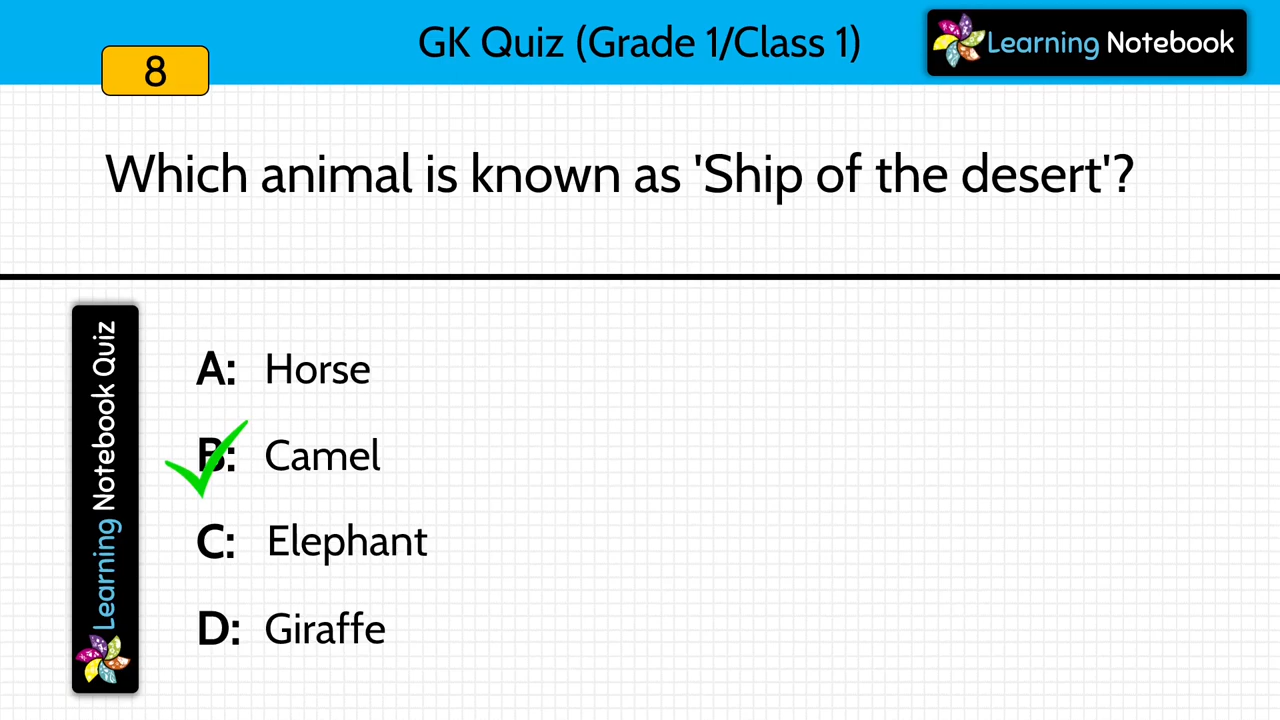 GK Quiz (Grade 1/Class 1)
Learning Notebook
8
Which animal is known as 'Ship of the desert'?
Learning Notebook Quiz
A: Horse
B: Camel
C: Elephant
D: Giraffe